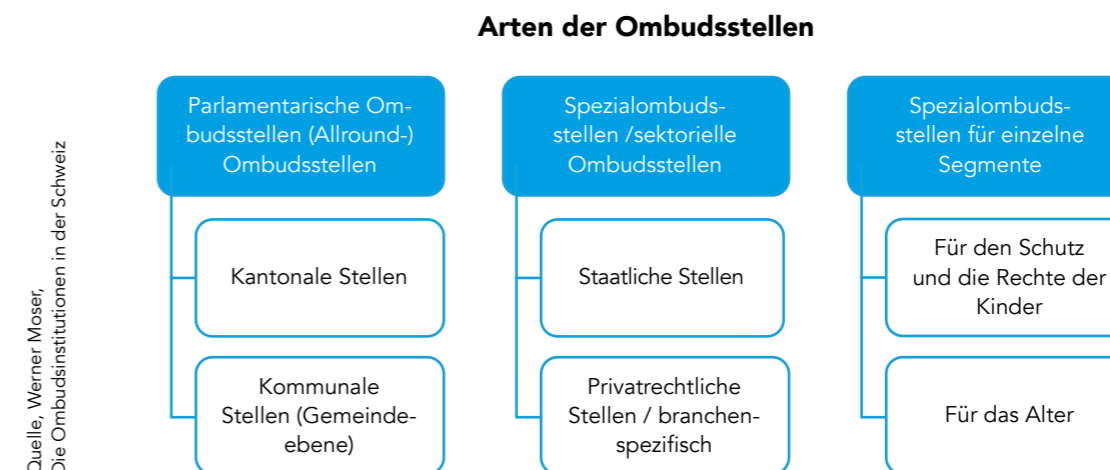 Arten der Ombudsstellen
Parlamentarische Om-
budsstellen (Allround-)
Ombudsstellen
Kantonale Stellen
Kommunale
Stellen (Gemeinde-
ebene)
Spezialombuds-
stellen /sektorielle
Ombudsstellen
Staatliche Stellen
Privatrechtliche
Stellen / branchen-
spezifisch
Spezialombuds-
stellen für einzelne
Segmente
Für den Schutz
und die Rechte der
Kinder
Für das Alter
Quelle, Werner Moser,
Die Ombudsinstitutionen in der Schweiz